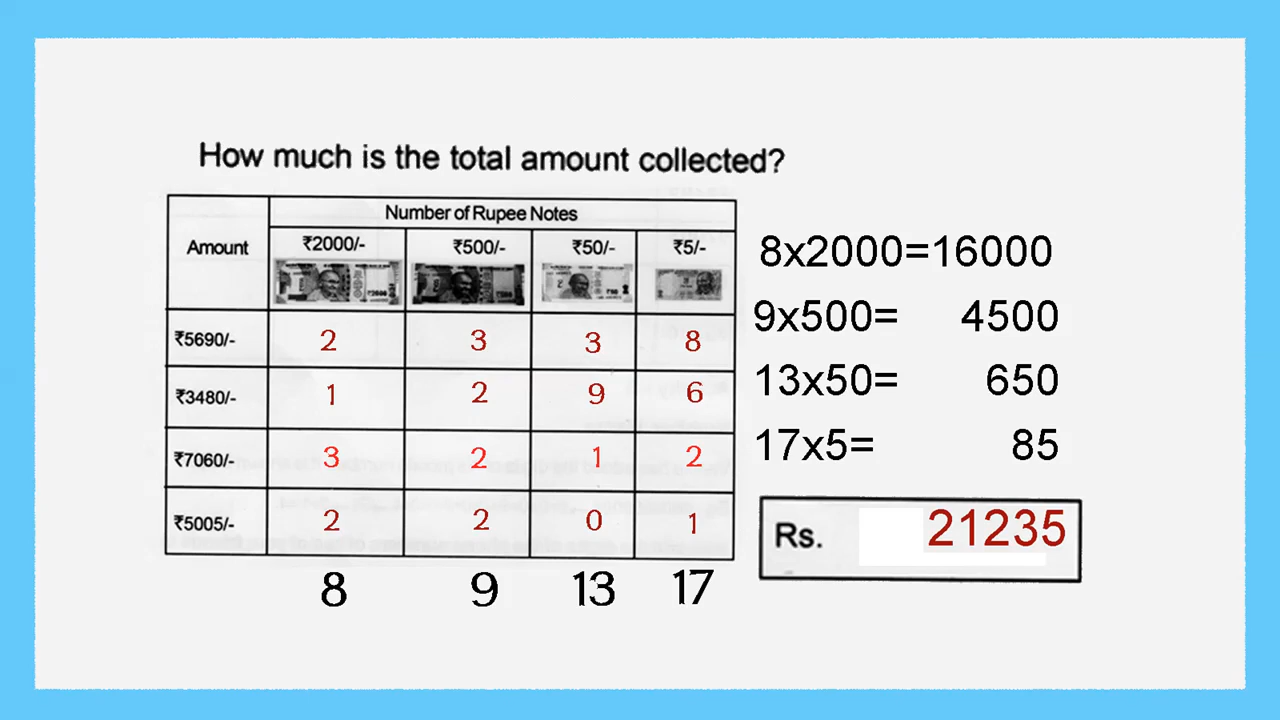 How much is the total amount collected?
Number of Rupee Notes
Amount ₹2000/- ₹500/- ₹50/- ₹5/-
₹5690/- 2 3 3 8
₹3480/- 1 2 9 6
₹7060/- 3 2 1 2
₹5005/- 2 2 0 1
8 9 13 17
8x2000=16000
9x500= 4500
13x50= 650
17x5= 85
Rs. 21235